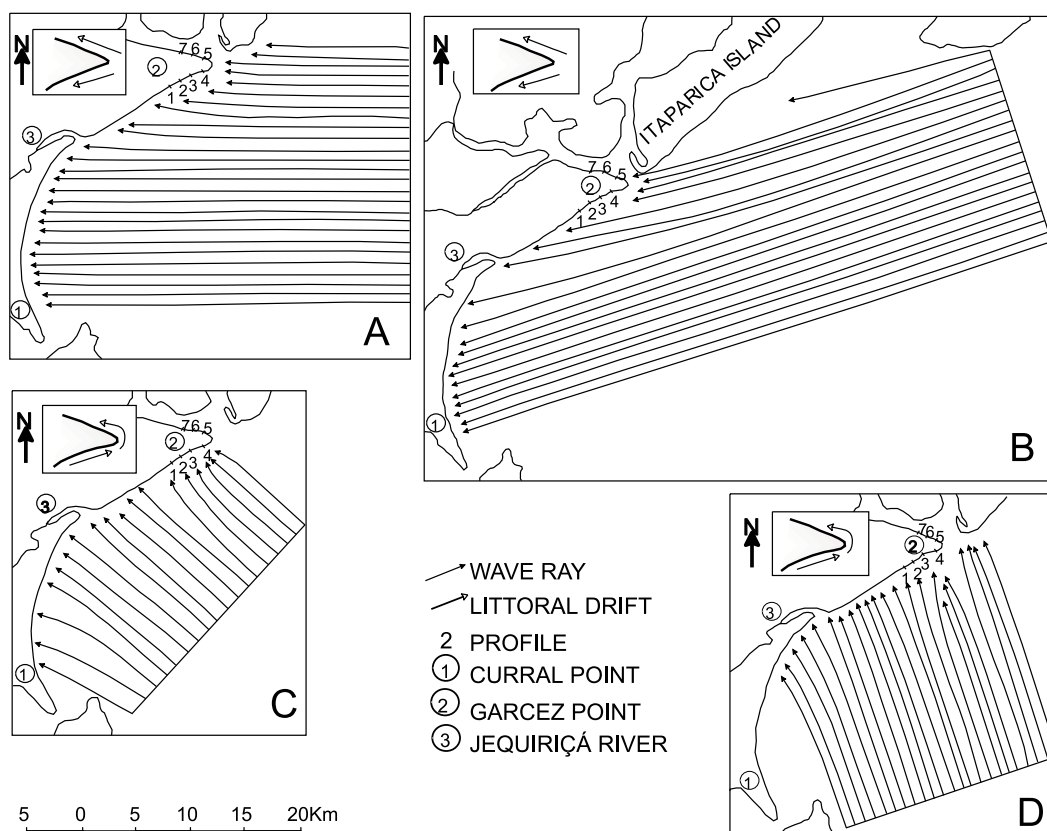 N
7 6 5
2
4
3
2
1
3
1
A
N
ITAPARICA ISLAND
7 6 5
2
4
3
2
1
3
1
B
N
7 6 5
2
4
3
2
1
3
1
C
WAVE RAY
LITTORAL DRIFT
2 PROFILE
1 CURRAL POINT
2 GARCEZ POINT
3 JEQUIRIÇÁ RIVER
N
7 6 5
2
4
3
2
1
3
1
D
5 0 5 10 15 20Km